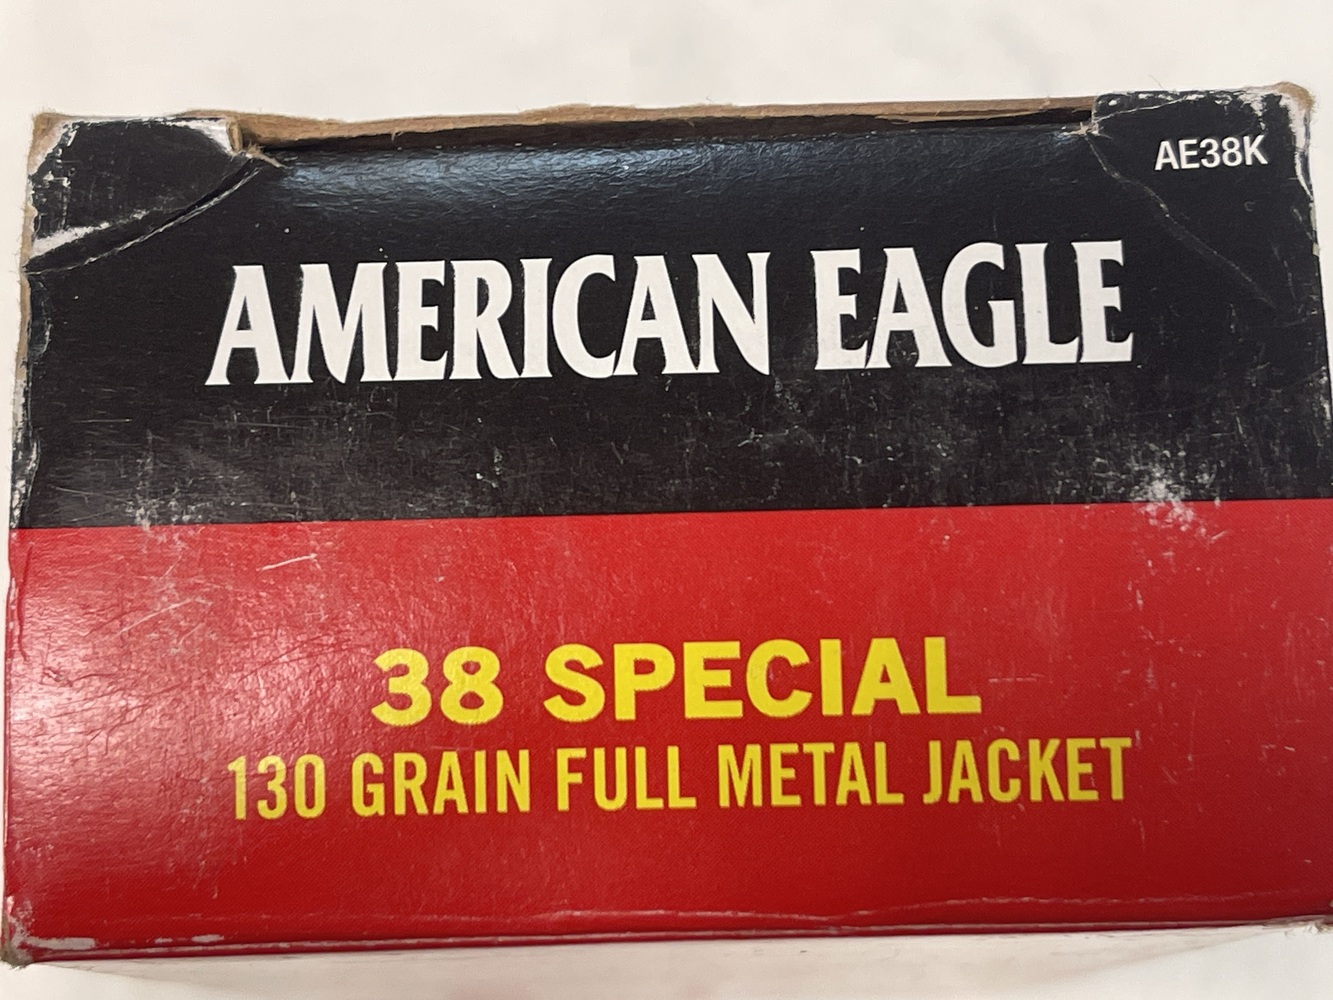 AE38K
AMERICAN EAGLE
38 SPECIAL
130 GRAIN FULL METAL JACKET